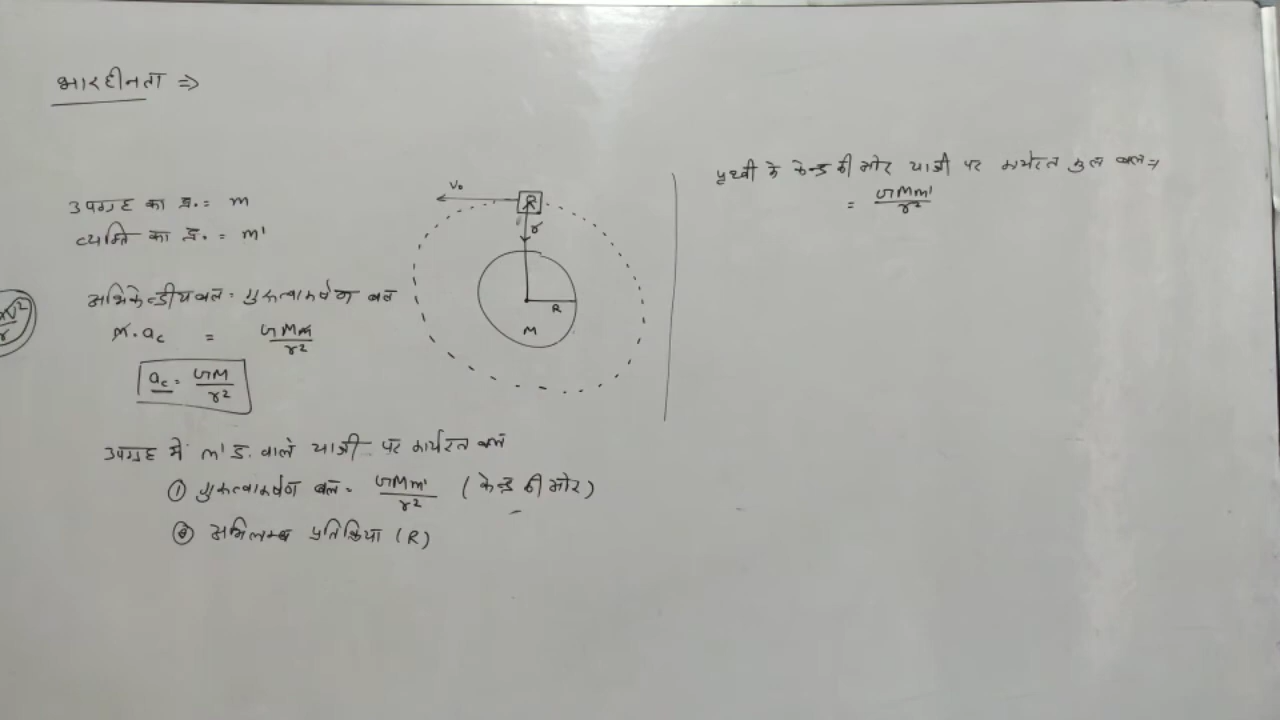 भारहीनता ⇒
उपग्रह का द्र. = m
व्यक्ति का द्र. = m'
अभिकेन्द्रीय बल = गुरुत्वाकर्षण बल
m.a_c = GMm/r²
a_c = GM/r²
उपग्रह में m' द्र. वाले यात्री पर कार्यरत बल
① गुरुत्वाकर्षण बल = GMm'/r² (केन्द्र की ओर)
② अभिलम्ब प्रतिक्रिया (R)
V₀
r
R
M
पृथ्वी के केन्द्र की ओर यात्री पर कार्यरत कुल बल ⇒
= GMm'/r²